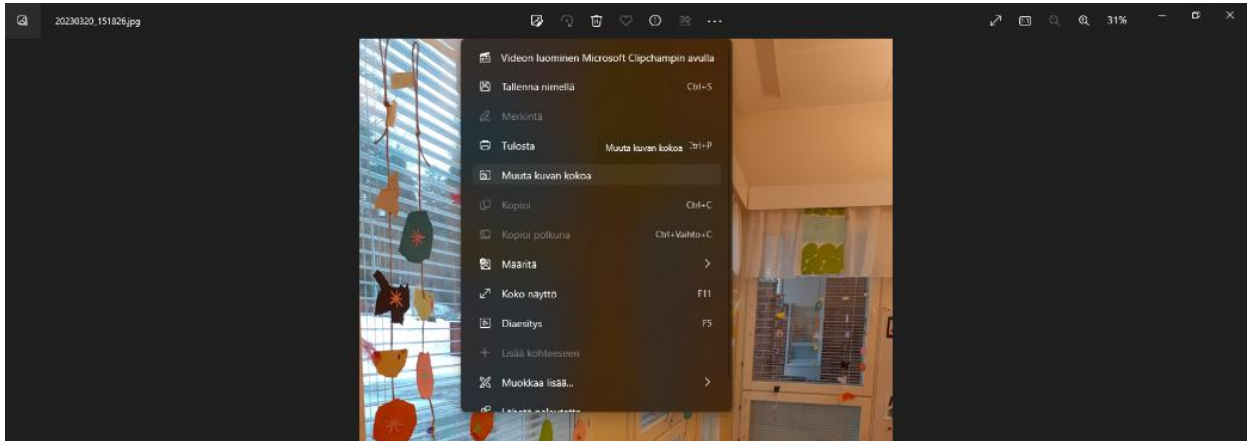 20230320_151826.jpg
31%
Videon luominen Microsoft Clipchampin avulla
Tallenna nimellä Ctrl+S
Merkintä
Tulosta Ctrl+P
Muuta kuvan kokoa
Muuta kuvan kokoa
Kopioi Ctrl+C
Kopioi polkuna Ctrl+Vaihto+C
Määritä
Koko näyttö F11
Diaesitys F5
Lisää kohteeseen
Muokkaa lisää...